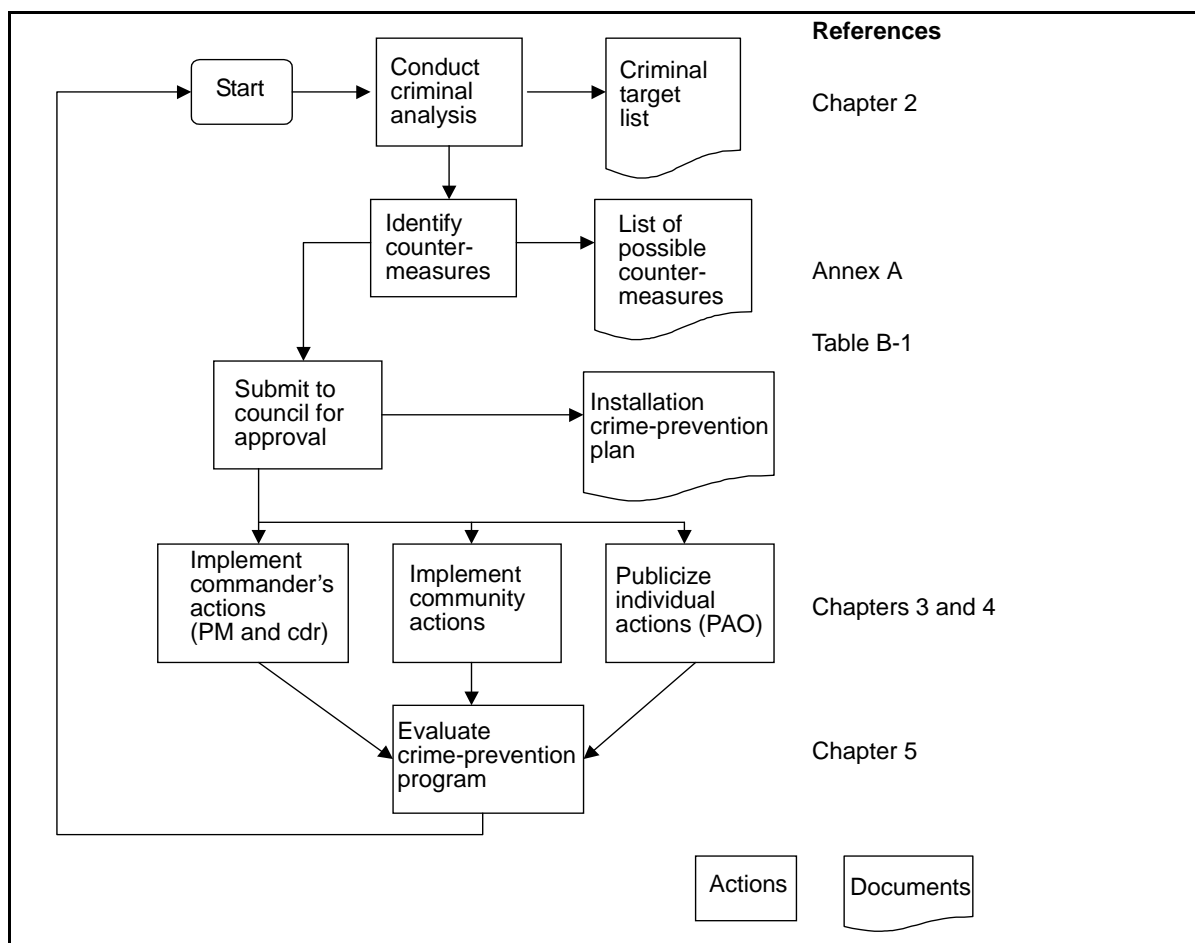 References
Start
Conduct
criminal
analysis
Criminal
target
list
Chapter 2
Identify
counter-
measures
List of
possible
counter-
measures
Annex A
Table B-1
Submit to
council for
approval
Installation
crime-prevention
plan
Implement
commander’s
actions
(PM and cdr)
Implement
community
actions
Publicize
individual
actions (PAO)
Chapters 3 and 4
Evaluate
crime-prevention
program
Chapter 5
Actions
Documents